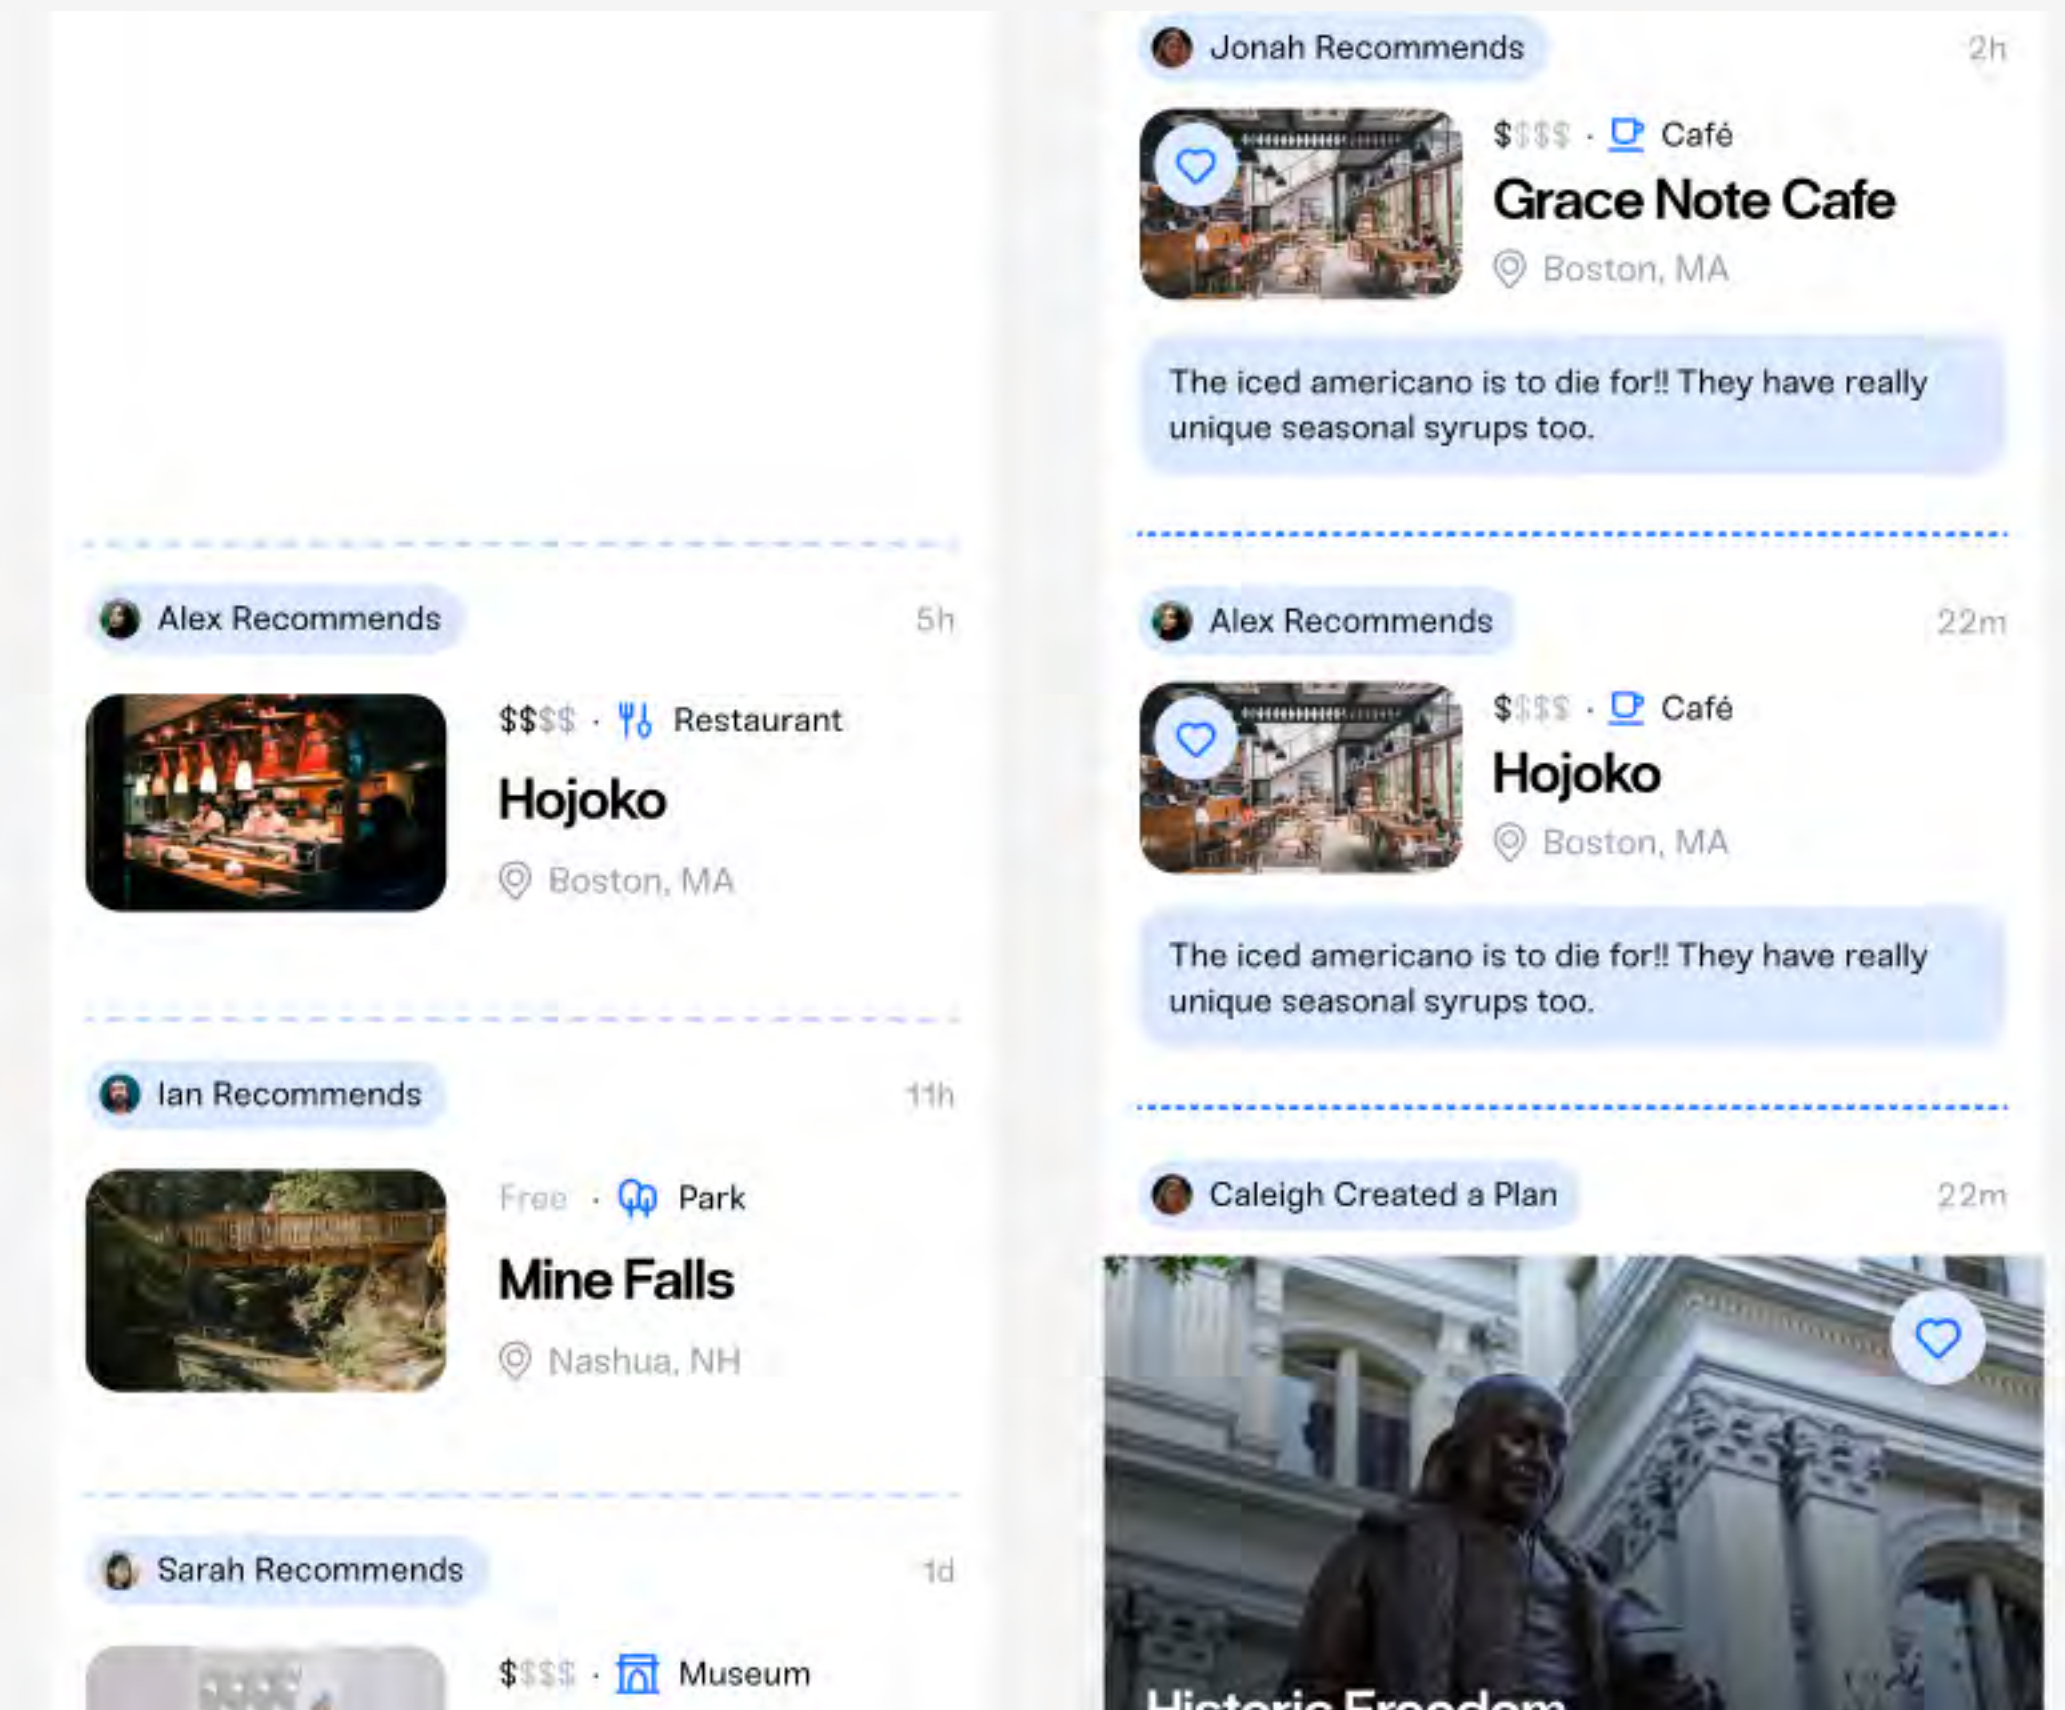 Alex Recommends
5h
$$$$ · Restaurant
Hojoko
Boston, MA
Ian Recommends
11h
Free · Park
Mine Falls
Nashua, NH
Sarah Recommends
1d
$$$$ · Museum
Jonah Recommends
2h
$$$$ · Café
Grace Note Cafe
Boston, MA
The iced americano is to die for!! They have really
unique seasonal syrups too.
Alex Recommends
22m
$$$$ · Café
Hojoko
Boston, MA
The iced americano is to die for!! They have really
unique seasonal syrups too.
Caleigh Created a Plan
22m
Historic Freedom